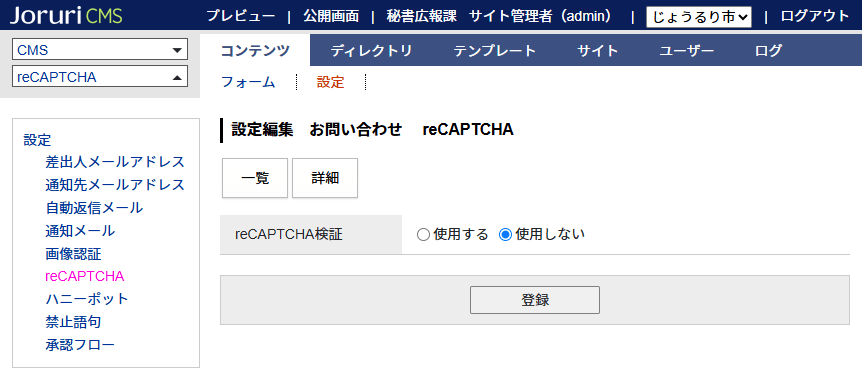 Joruri CMS プレビュー | 公開画面 | 秘書広報課 サイト管理者（admin） | じょうるり市 | ログアウト
CMS
reCAPTCHA
コンテンツ ディレクトリ テンプレート サイト ユーザー ログ
フォーム 設定
設定
差出人メールアドレス
通知先メールアドレス
自動返信メール
通知メール
画像認証
reCAPTCHA
ハニーポット
禁止語句
承認フロー
設定編集 お問い合わせ reCAPTCHA
一覧 詳細
reCAPTCHA検証 使用する 使用しない
登録